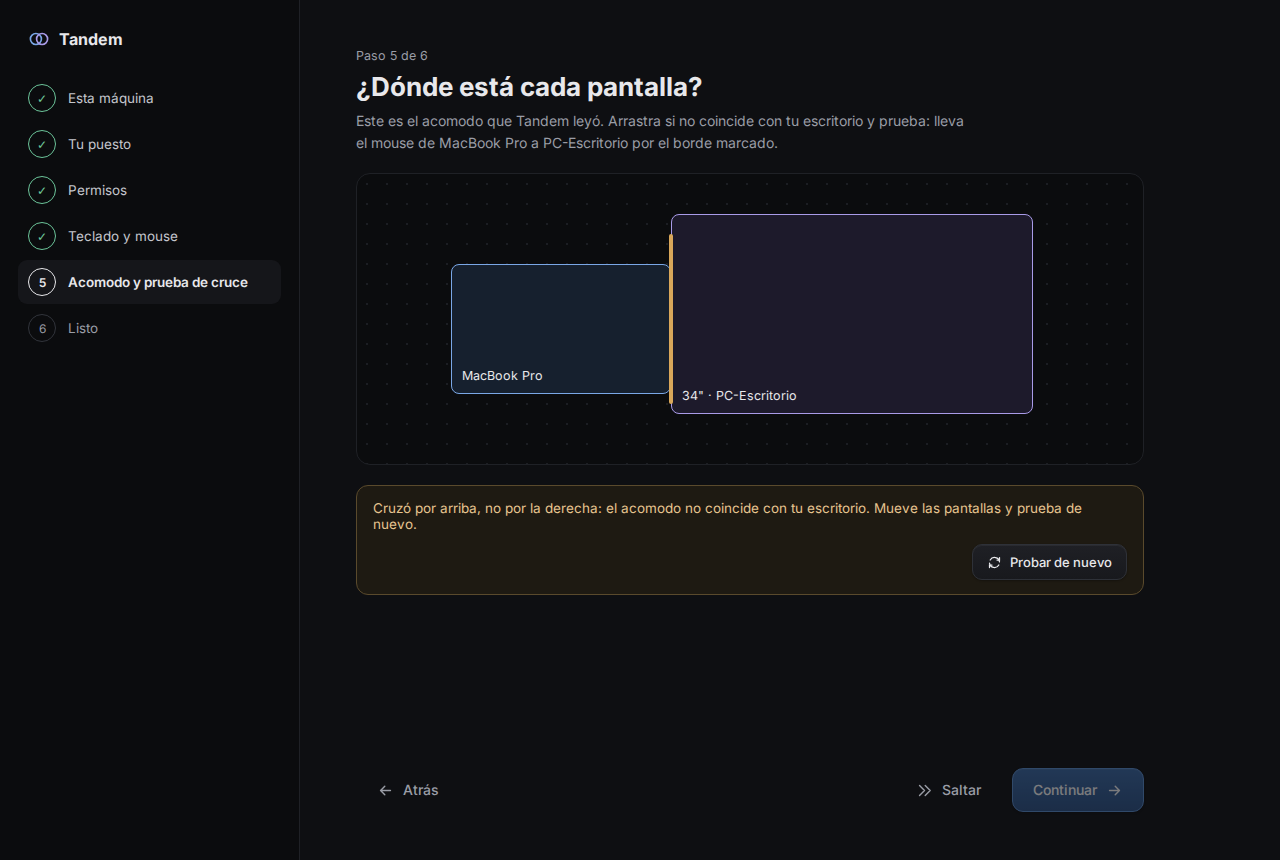 Tandem
✓ Esta máquina
✓ Tu puesto
✓ Permisos
✓ Teclado y mouse
5 Acomodo y prueba de cruce
6 Listo
Paso 5 de 6
¿Dónde está cada pantalla?
Este es el acomodo que Tandem leyó. Arrastra si no coincide con tu escritorio y prueba: lleva
el mouse de MacBook Pro a PC-Escritorio por el borde marcado.
MacBook Pro
34" · PC-Escritorio
Cruzó por arriba, no por la derecha: el acomodo no coincide con tu escritorio. Mueve las pantallas y prueba de
nuevo.
Probar de nuevo
Atrás
Saltar
Continuar